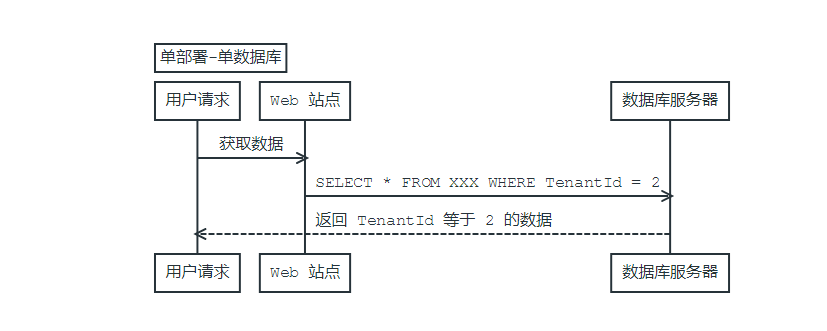 单部署-单数据库
用户请求
Web 站点
数据库服务器
获取数据
SELECT * FROM XXX WHERE TenantId = 2
返回 TenantId 等于 2 的数据
用户请求
Web 站点
数据库服务器